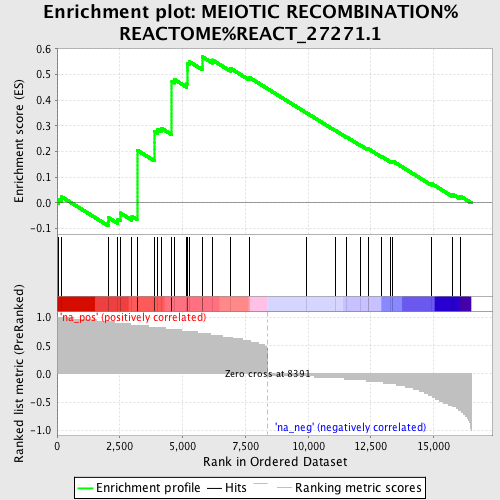 Enrichment plot: MEIOTIC RECOMBINATION%
REACTOME%REACT_27271.1
Enrichment score (ES)
0.6
0.5
0.4
0.3
0.2
0.1
0.0
-0.1
'na_pos' (positively correlated)
Ranked list metric (PreRanked)
1.0
0.5
0.0
-0.5
-1.0
Zero cross at 8391
'na_neg' (negatively correlated)
0
2,500
5,000
7,500
10,000
12,500
15,000
Rank in Ordered Dataset
Enrichment profile
Hits
Ranking metric scores